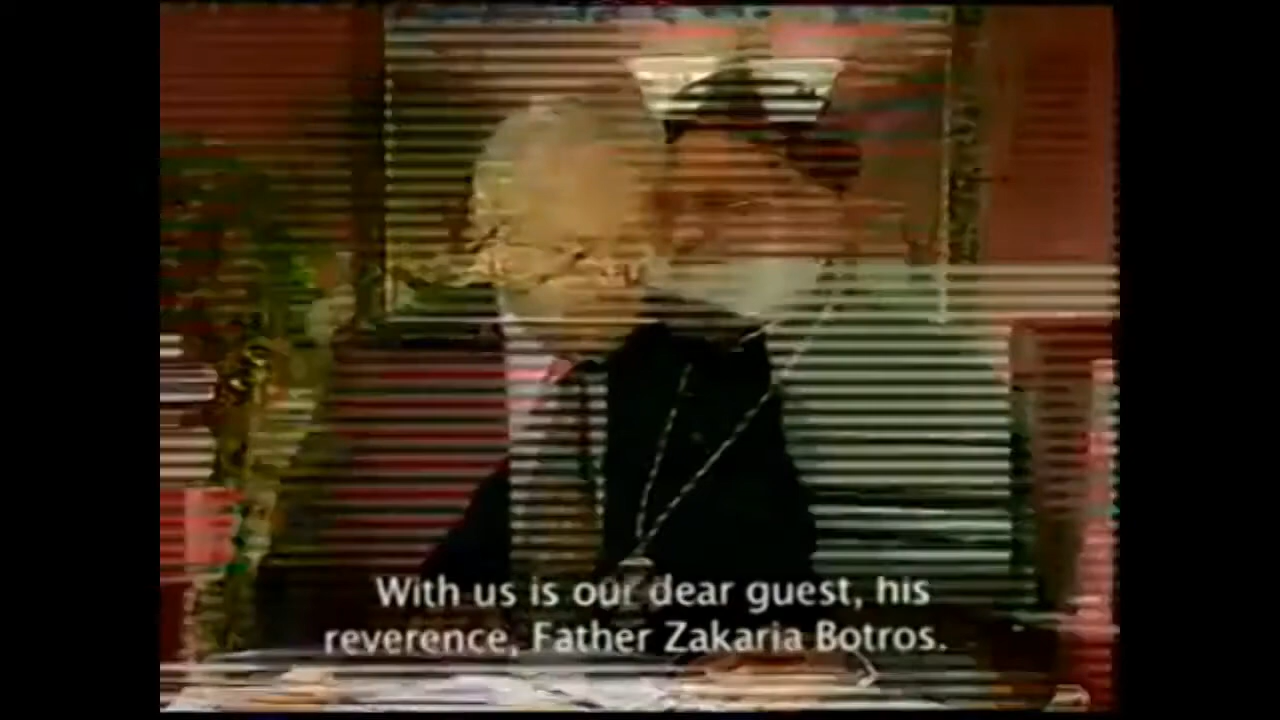 With us is our dear guest, his
reverence, Father Zakaria Botros.